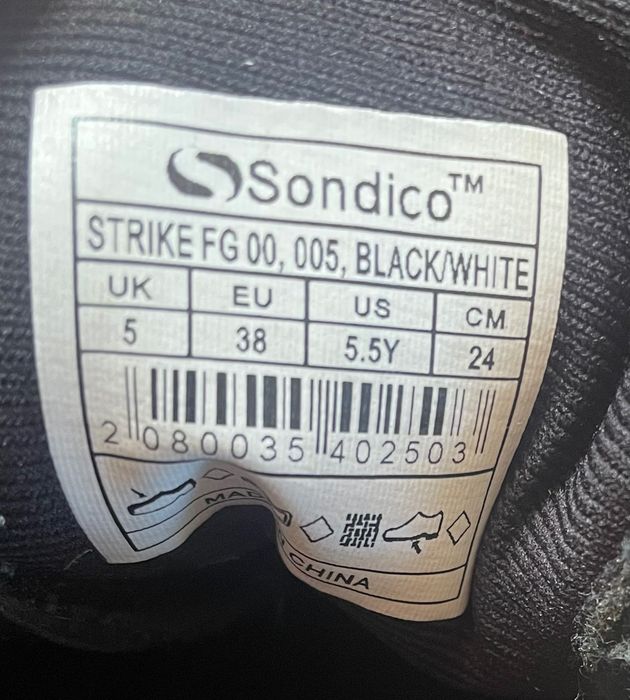 Sondico™
STRIKE FG 00, 005, BLACK/WHITE
UK EU US CM
5 38 5.5Y 24
2 080035 402503
MAD
CHINA